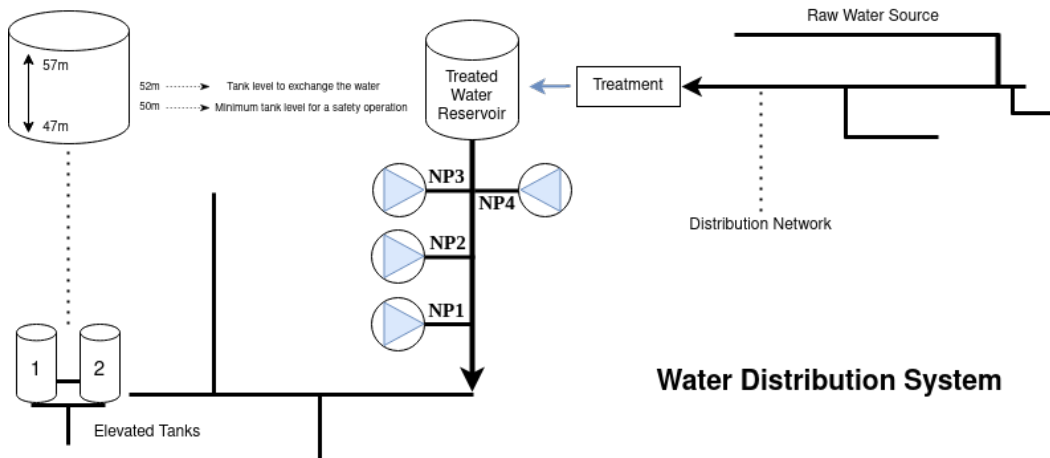 Raw Water Source
57m
47m
52m
Tank level to exchange the water
50m
Minimum tank level for a safety operation
Treated
Water
Reservoir
Treatment
NP3
NP4
Distribution Network
NP2
NP1
1
2
Water Distribution System
Elevated Tanks